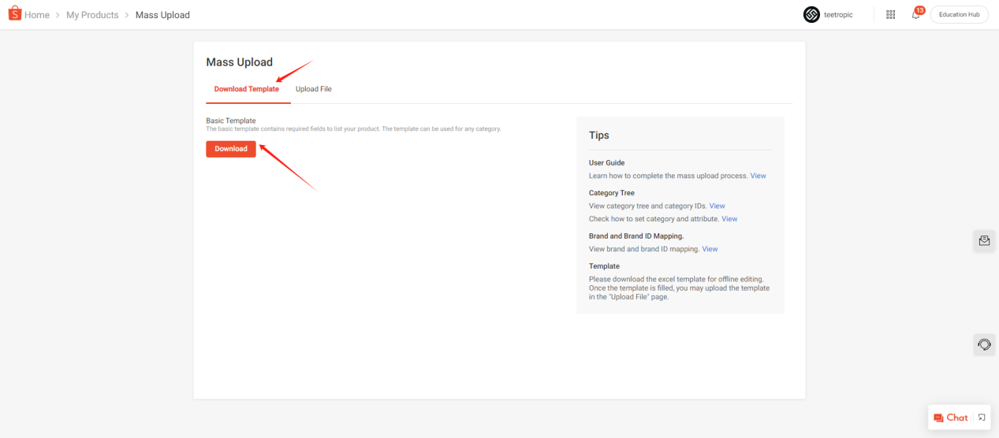 Home > My Products > Mass Upload
teetropic
13
Education Hub
Mass Upload
Download Template
Upload File
Basic Template
The basic template contains required fields to list your product. The template can be used for any category.
Download
Tips
User Guide
Learn how to complete the mass upload process. View
Category Tree
View category tree and category IDs. View
Check how to set category and attribute. View
Brand and Brand ID Mapping.
View brand and brand ID mapping. View
Template
Please download the excel template for offline editing.
Once the template is filled, you may upload the template
in the "Upload File" page.
Chat